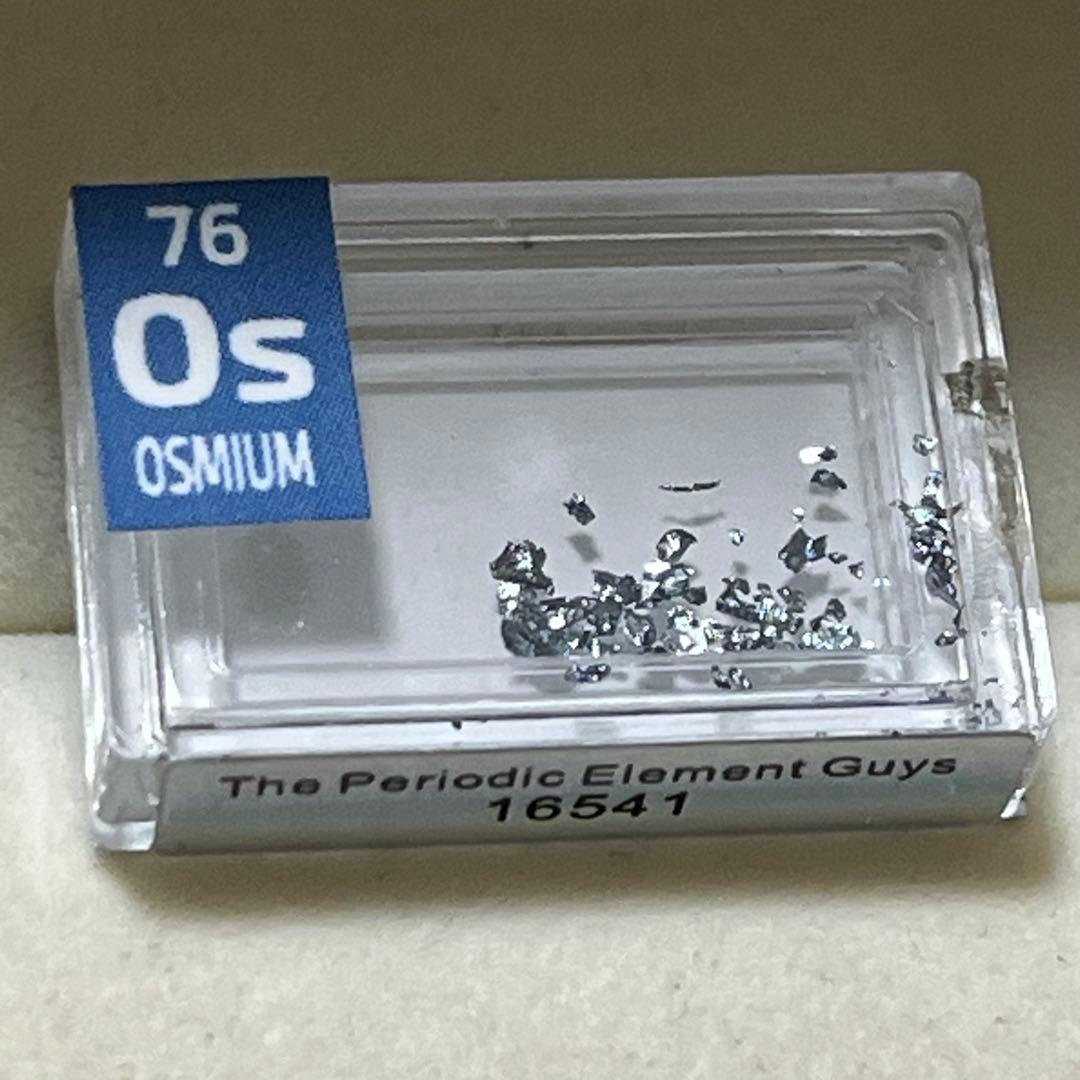 76
Os
OSMIUM
The Periodic Element Guys
16541